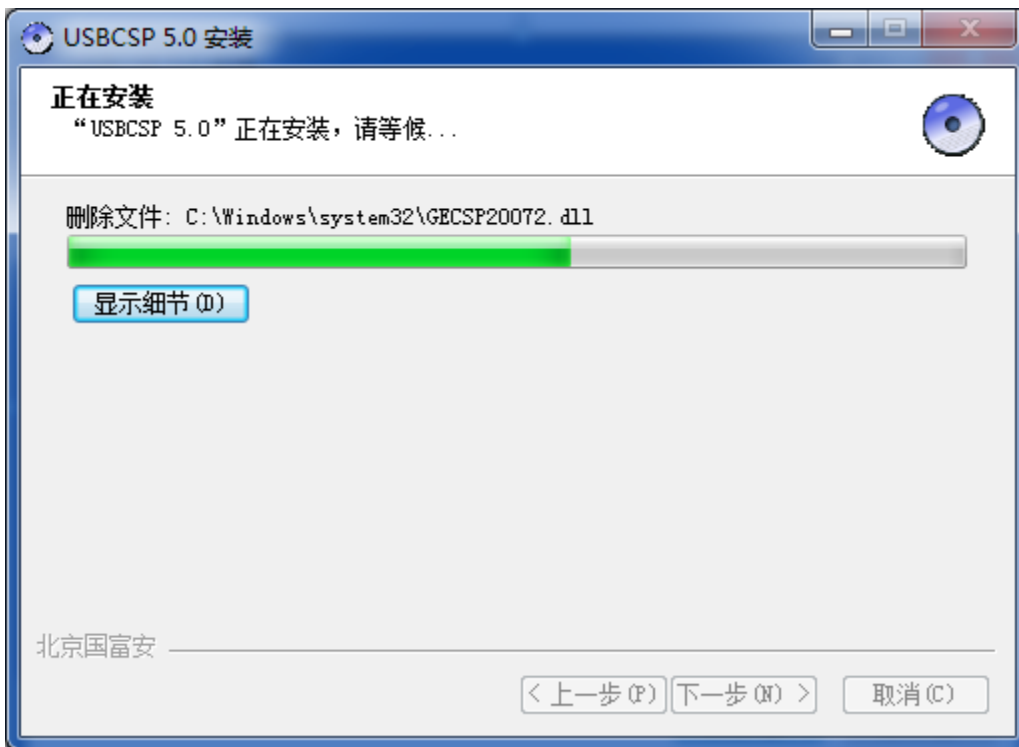 USBCSP 5.0 安装
正在安装
“USBCSP 5.0”正在安装，请等候...
删除文件: C:\Windows\system32\GECSP20072.dll
显示细节(D)
北京国富安
< 上一步(P) 下一步(N) > 取消(C)